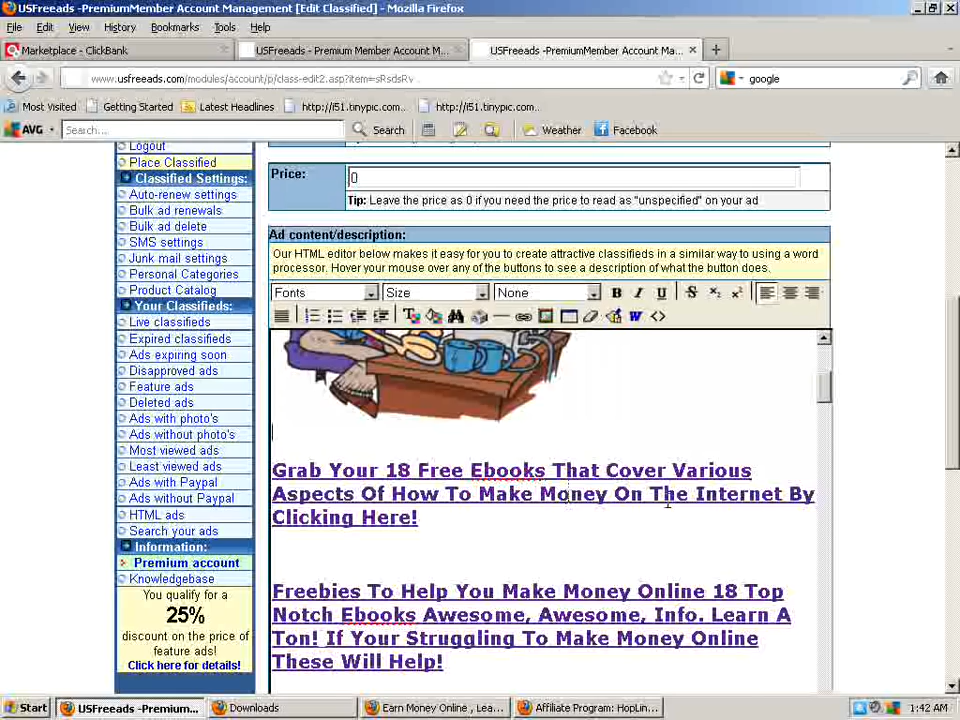 USFreeads -PremiumMember Account Management [Edit Classified] - Mozilla Firefox
File Edit View History Bookmarks Tools Help
Marketplace - ClickBank
USFreeads - Premium Member Account M...
USFreeads -PremiumMember Account Ma...
www.usfreeads.com/modules/account/p/class-edit2.asp?item=sRsdsRv
google
Most Visited Getting Started Latest Headlines http://i51.tinypic.com... http://i51.tinypic.com...
AVG Search... Search Weather Facebook
Logout
Place Classified
Classified Settings:
Auto-renew settings
Bulk ad renewals
Bulk ad delete
SMS settings
Junk mail settings
Personal Categories
Product Catalog
Your Classifieds:
Live classifieds
Expired classifieds
Ads expiring soon
Disapproved ads
Feature ads
Deleted ads
Ads with photo's
Ads without photo's
Most viewed ads
Least viewed ads
Ads with Paypal
Ads without Paypal
HTML ads
Search your ads
Information:
Premium account
Knowledgebase
You qualify for a
25%
discount on the price of
feature ads!
Click here for details!
Price: 0
Tip: Leave the price as 0 if you need the price to read as "unspecified" on your ad
Ad content/description:
Our HTML editor below makes it easy for you to create attractive classifieds in a similar way to using a word
processor. Hover your mouse over any of the buttons to see a description of what the button does.
Fonts Size None B I U S
Grab Your 18 Free Ebooks That Cover Various
Aspects Of How To Make Money On The Internet By
Clicking Here!
Freebies To Help You Make Money Online 18 Top
Notch Ebooks Awesome, Awesome, Info. Learn A
Ton! If Your Struggling To Make Money Online
These Will Help!
Start USFreeads -Premium... Downloads Earn Money Online , Lea... Affiliate Program: HopLin... 1:42 AM